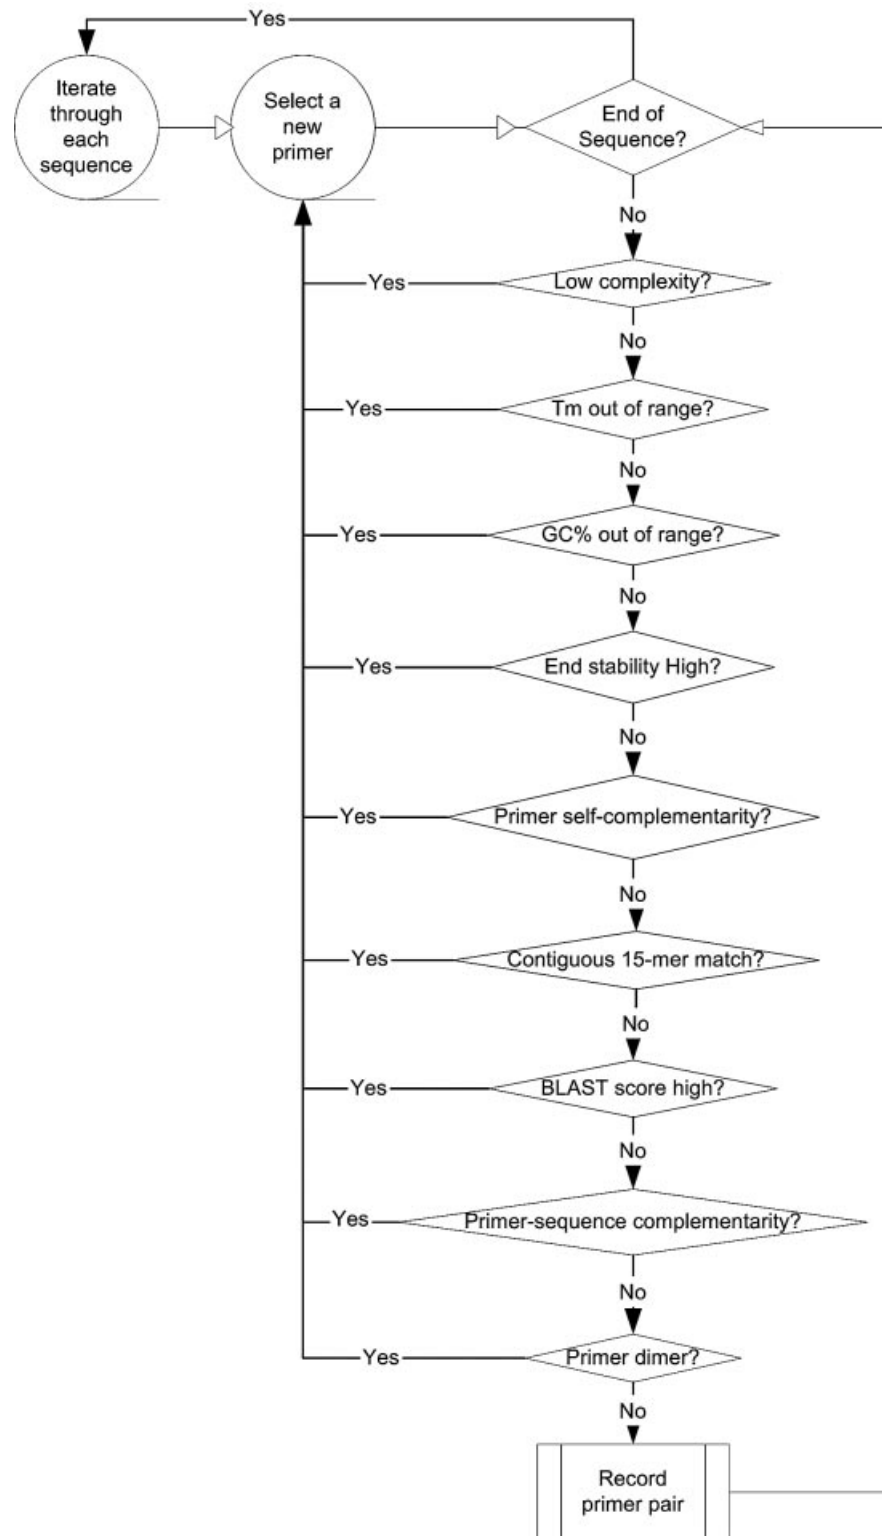 Yes
Iterate
through
each
sequence
Select a
new
primer
End of
Sequence?
No
Yes
Low complexity?
No
Yes
Tm out of range?
No
Yes
GC% out of range?
No
Yes
End stability High?
No
Yes
Primer self-complementarity?
No
Yes
Contiguous 15-mer match?
No
Yes
BLAST score high?
No
Yes
Primer-sequence complementarity?
No
Yes
Primer dimer?
No
Record
primer pair